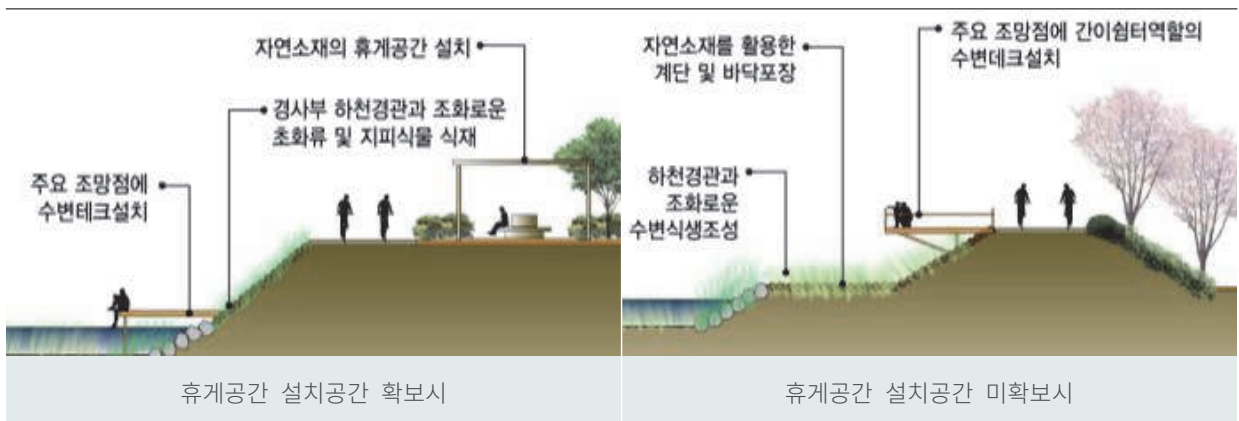 자연소재의 휴게공간 설치
경사부 하천경관과 조화로운
초화류 및 지피식물 식재
주요 조망점에
수변테크설치
휴게공간 설치공간 확보시
주요 조망점에 간이쉼터역할의
수변데크설치
자연소재를 활용한
계단 및 바닥포장
하천경관과
조화로운
수변식생조성
휴게공간 설치공간 미확보시